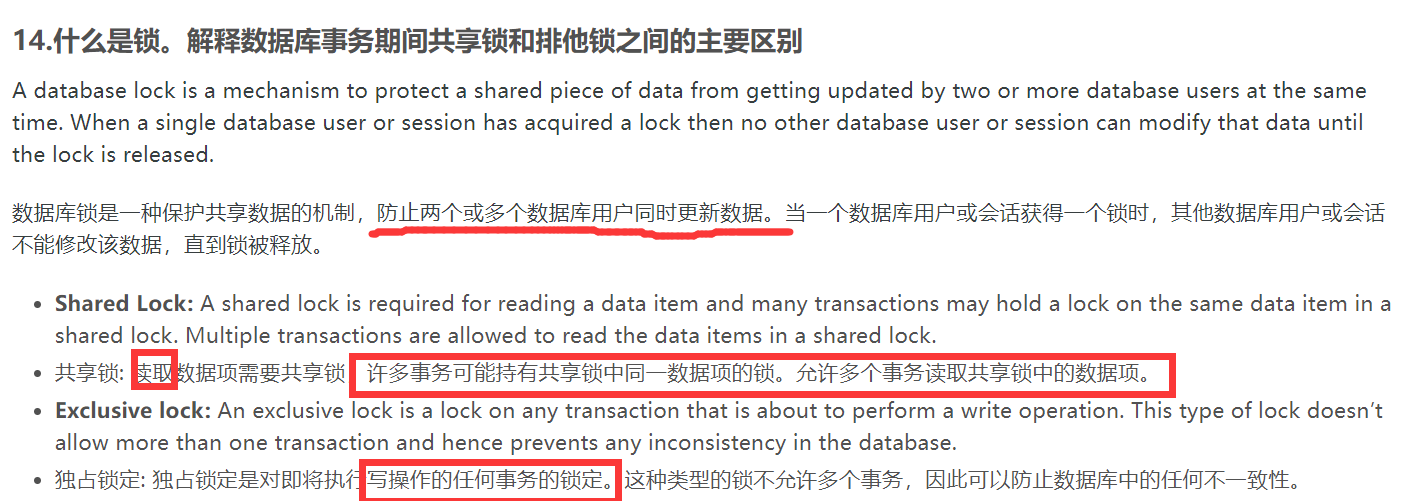 14.什么是锁。解释数据库事务期间共享锁和排他锁之间的主要区别
A database lock is a mechanism to protect a shared piece of data from getting updated by two or more database users at the same
time. When a single database user or session has acquired a lock then no other database user or session can modify that data until
the lock is released.
数据库锁是一种保护共享数据的机制，防止两个或多个数据库用户同时更新数据。当一个数据库用户或会话获得一个锁时，其他数据库用户或会话
不能修改该数据，直到锁被释放。
• Shared Lock: A shared lock is required for reading a data item and many transactions may hold a lock on the same data item in a
shared lock. Multiple transactions are allowed to read the data items in a shared lock.
• 共享锁: 读取数据项需要共享锁 许多事务可能持有共享锁中同一数据项的锁。允许多个事务读取共享锁中的数据项。
• Exclusive lock: An exclusive lock is a lock on any transaction that is about to perform a write operation. This type of lock doesn’t
allow more than one transaction and hence prevents any inconsistency in the database.
• 独占锁定: 独占锁定是对即将执行写操作的任何事务的锁定。这种类型的锁不允许多个事务，因此可以防止数据库中的任何不一致性。